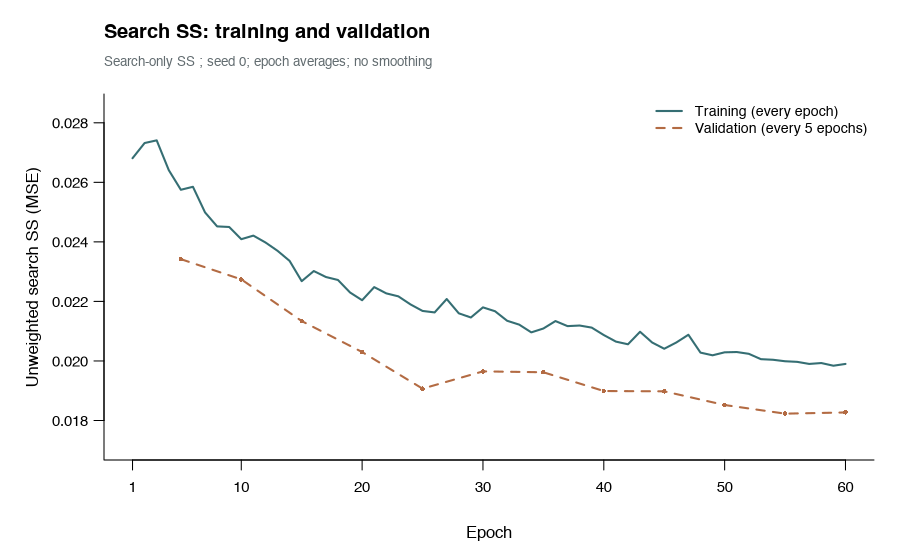 Search SS: training and validation
Search-only SS ; seed 0; epoch averages; no smoothing
Training (every epoch)
Validation (every 5 epochs)
Unweighted search SS (MSE)
0.028
0.026
0.024
0.022
0.020
0.018
1 10 20 30 40 50 60
Epoch